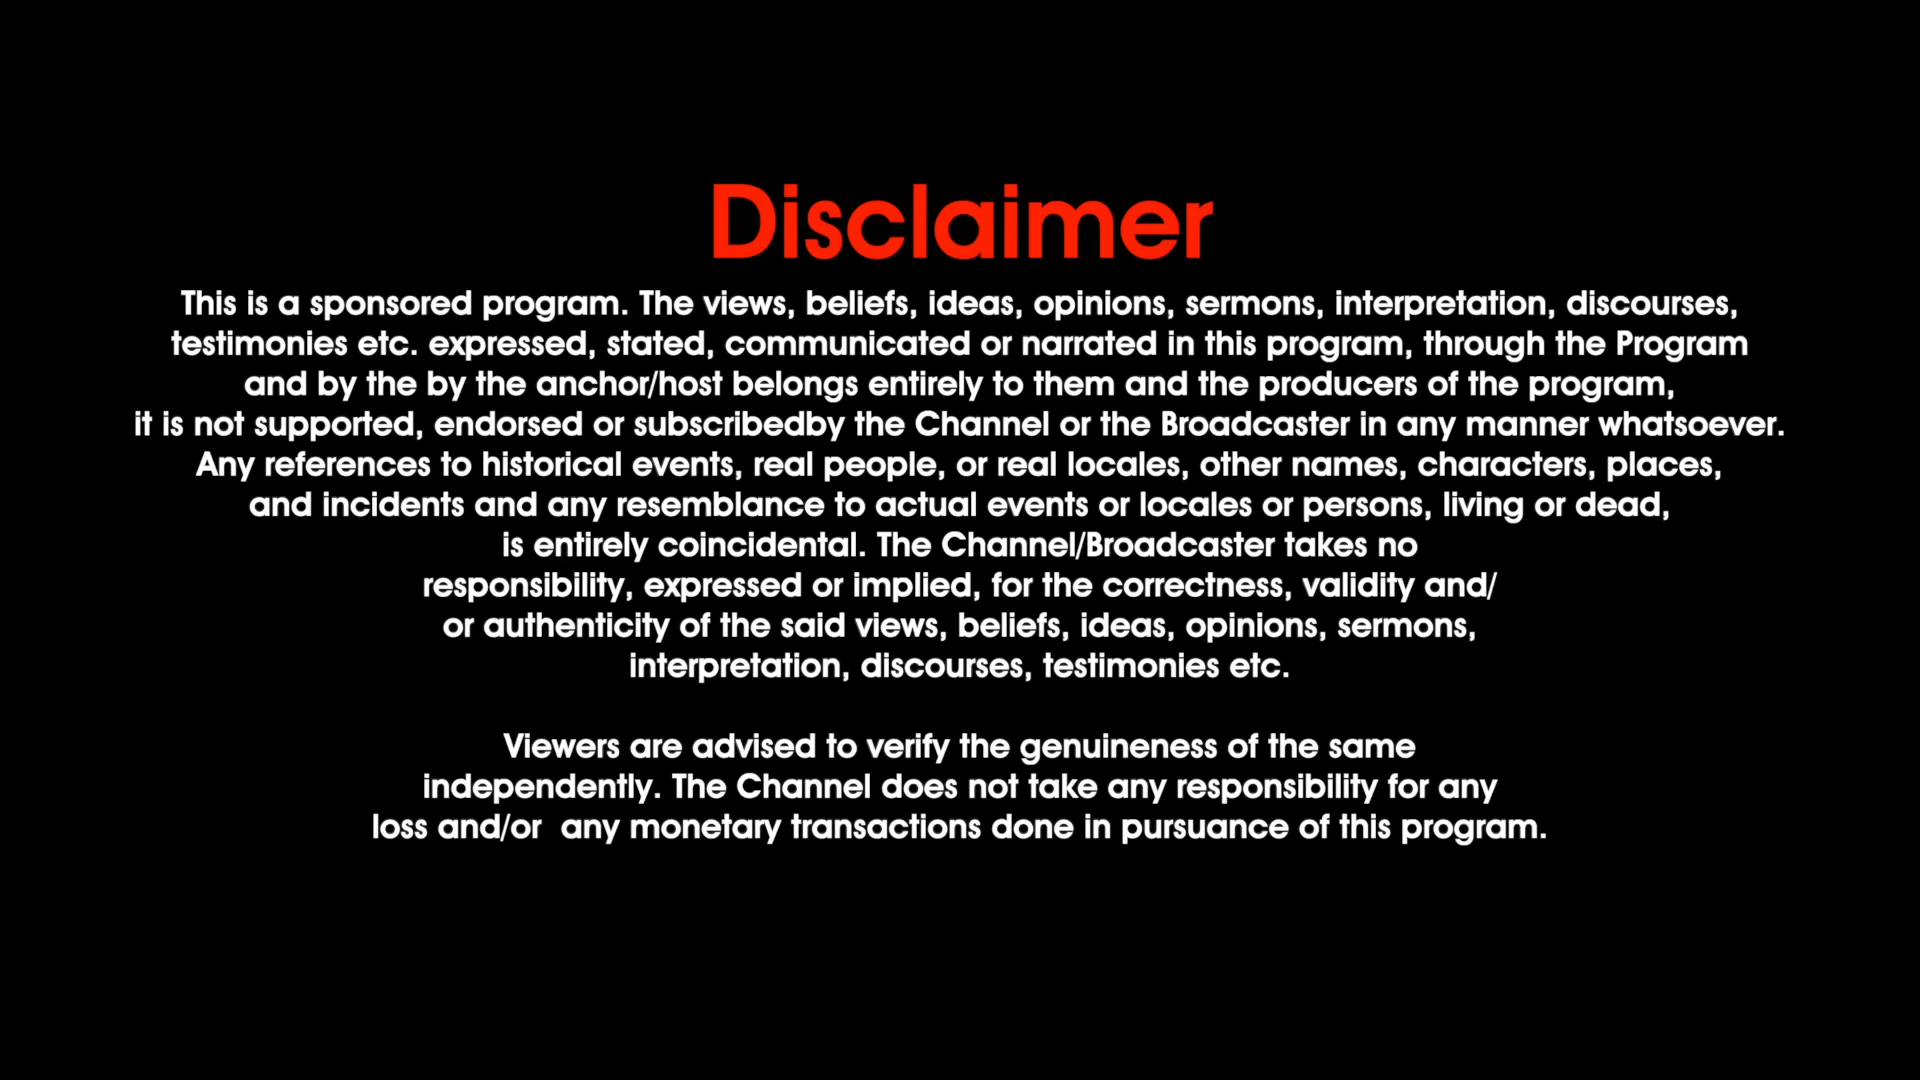 Disclaimer
This is a sponsored program. The views, beliefs, ideas, opinions, sermons, interpretation, discourses,
testimonies etc. expressed, stated, communicated or narrated in this program, through the Program
and by the by the anchor/host belongs entirely to them and the producers of the program,
it is not supported, endorsed or subscribedby the Channel or the Broadcaster in any manner whatsoever.
Any references to historical events, real people, or real locales, other names, characters, places,
and incidents and any resemblance to actual events or locales or persons, living or dead,
is entirely coincidental. The Channel/Broadcaster takes no
responsibility, expressed or implied, for the correctness, validity and/
or authenticity of the said views, beliefs, ideas, opinions, sermons,
interpretation, discourses, testimonies etc.
Viewers are advised to verify the genuineness of the same
independently. The Channel does not take any responsibility for any
loss and/or  any monetary transactions done in pursuance of this program.